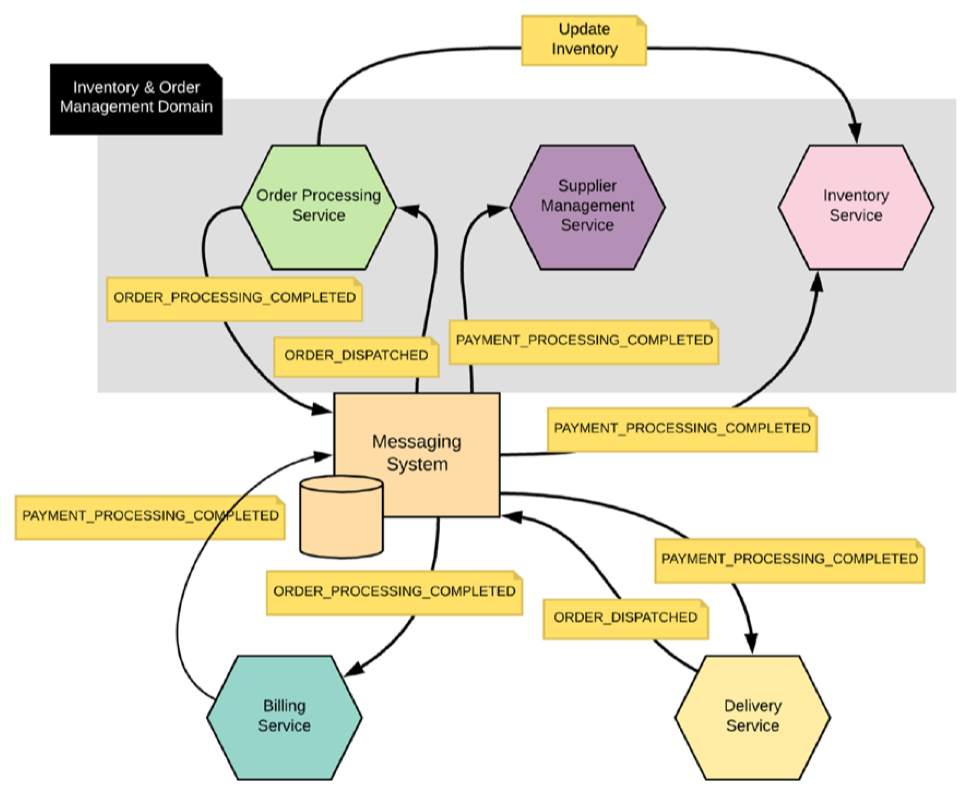 Update
Inventory
Inventory & Order
Management Domain
Order Processing
Service
Supplier
Management
Service
Inventory
Service
ORDER_PROCESSING_COMPLETED
ORDER_DISPATCHED
PAYMENT_PROCESSING_COMPLETED
PAYMENT_PROCESSING_COMPLETED
Messaging
System
PAYMENT_PROCESSING_COMPLETED
PAYMENT_PROCESSING_COMPLETED
ORDER_PROCESSING_COMPLETED
ORDER_DISPATCHED
Billing
Service
Delivery
Service